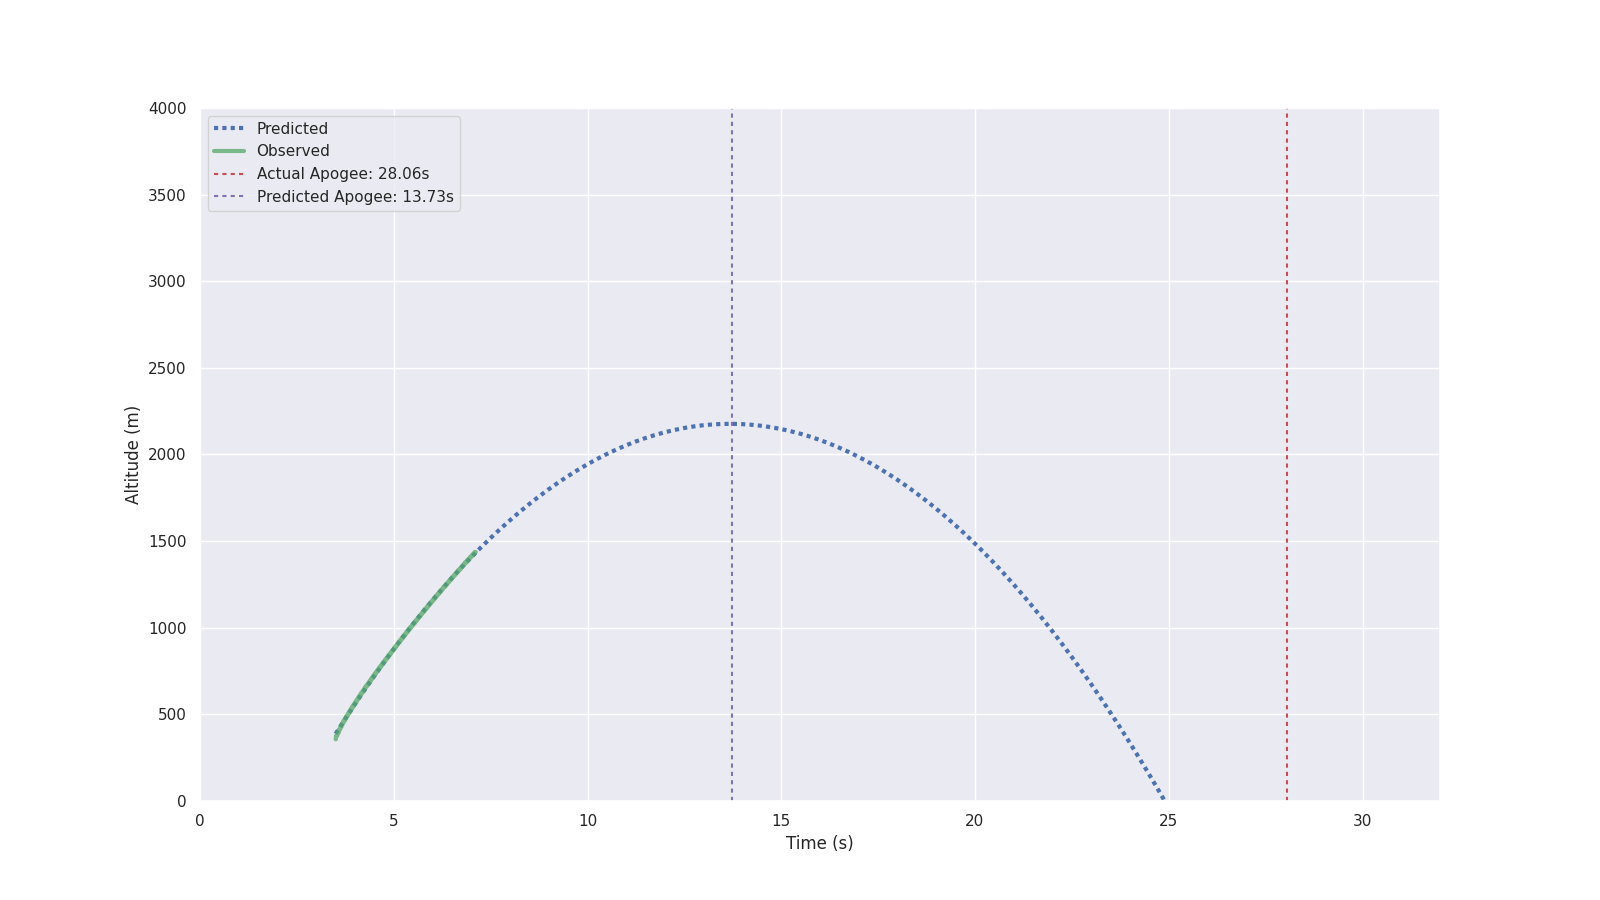 4000
3500
3000
2500
2000
1500
1000
500
0
Altitude (m)
Predicted
Observed
Actual Apogee: 28.06s
Predicted Apogee: 13.73s
0 5 10 15 20 25 30
Time (s)